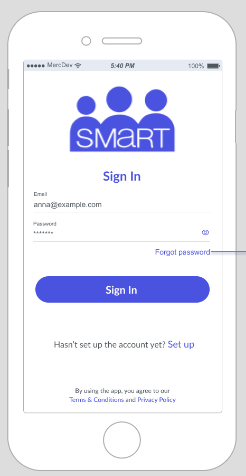 MercDev 5:40 PM 100%
SMART
Sign In
Email
anna@example.com
Password
•••••••
Forgot password
Sign In
Hasn't set up the account yet? Set up
By using the app, you agree to our
Terms & Conditions and Privacy Policy